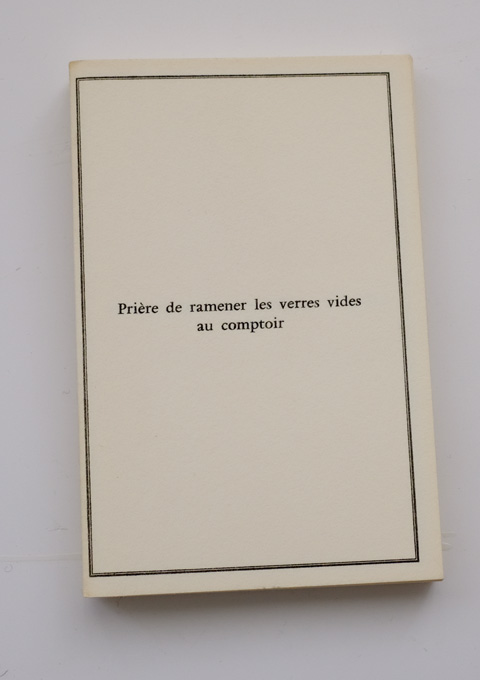 Prière de ramener les verres vides
au comptoir